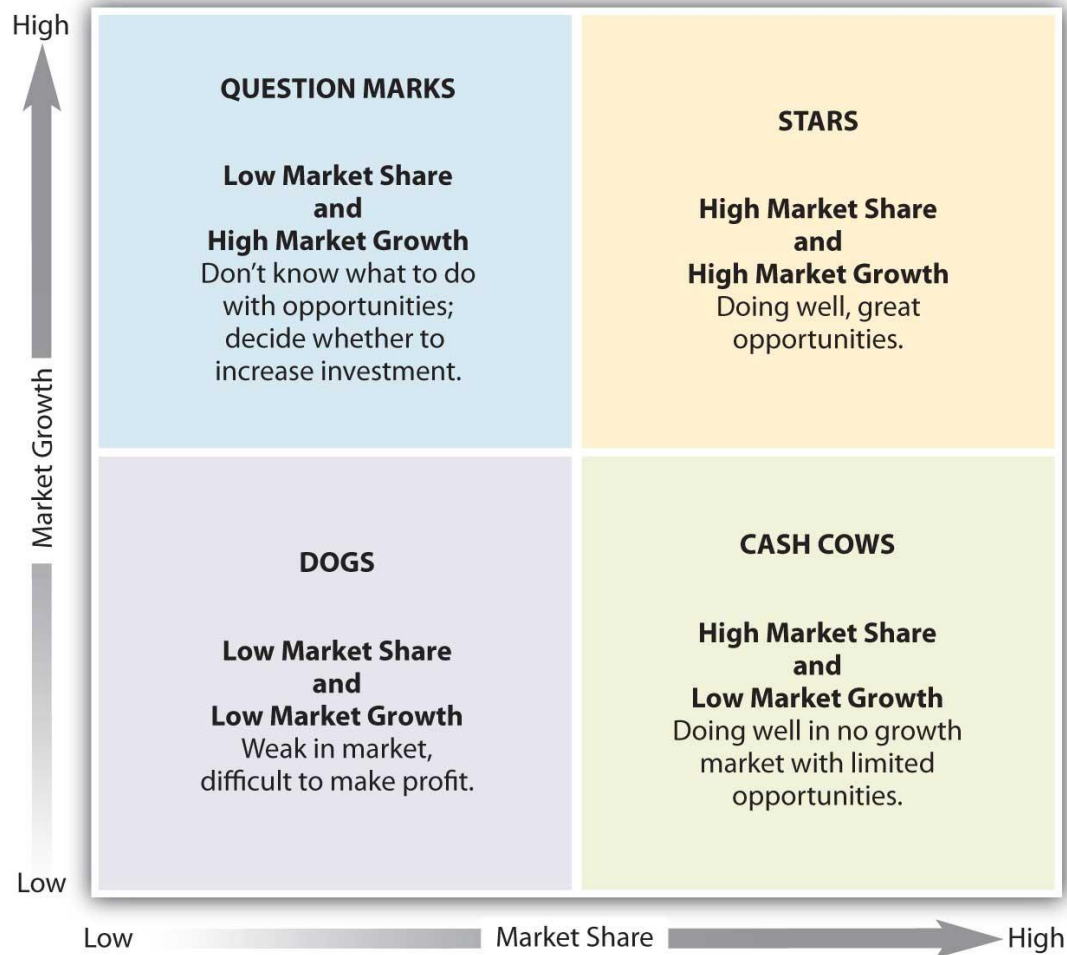 High
QUESTION MARKS
Low Market Share
and
High Market Growth
Don’t know what to do
with opportunities;
decide whether to
increase investment.
STARS
High Market Share
and
High Market Growth
Doing well, great
opportunities.
Market Growth
DOGS
Low Market Share
and
Low Market Growth
Weak in market,
difficult to make profit.
CASH COWS
High Market Share
and
Low Market Growth
Doing well in no growth
market with limited
opportunities.
Low
Low
Market Share
High